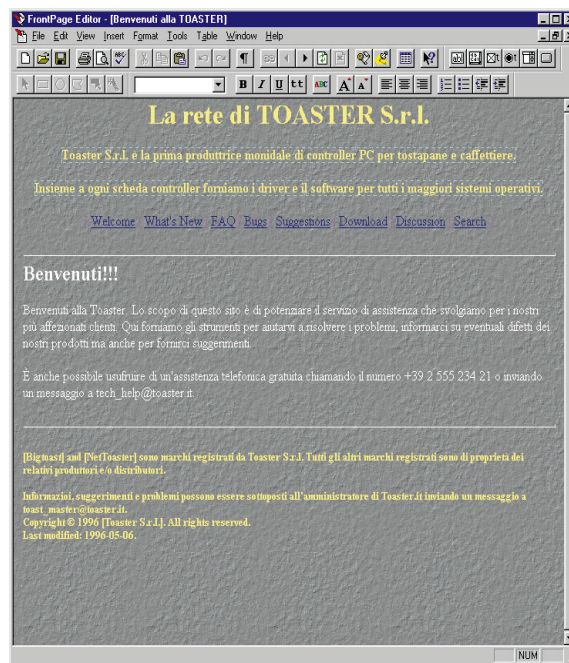 FrontPage Editor - [Benvenuti alla TOASTER]
File Edit View Insert Format Tools Table Window Help
B I U tt ABC A A
La rete di TOASTER S.r.l.
Toaster S.r.l. è la prima produttrice monidale di controller PC per tostapane e caffettiere.
Insieme a ogni scheda controller forniamo i driver e il software per tutti i maggiori sistemi operativi.
Welcome What's New FAQ Bugs Suggestions Download Discussion Search
Benvenuti!!!
Benvenuti alla Toaster. Lo scopo di questo sito è di potenziare il servizio di assistenza che svolgiamo per i nostri
più affezionati clienti. Qui forniamo gli strumenti per aiutarvi a risolvere i problemi, informarci su eventuali difetti dei
nostri prodotti ma anche per fornirci suggerimenti.
È anche possibile usufruire di un'assistenza telefonica gratuita chiamando il numero +39 2 555 234 21 o inviando
un messaggio a tech_help@toaster.it
[Bigtoast] and [NetToaster] sono marchi registrati da Toaster S.r.l. Tutti gli altri marchi registrati sono di proprietà dei
relativi produttori e/o distributori.
Informazioi, suggerimenti e problemi possono essere sottoposti all'amministratore di Toaster.it inviando un messaggio a
toast_master@toaster.it.
Copyright © 1996 [Toaster S.r.l.]. All rights reserved.
Last modified: 1996-05-06.
NUM